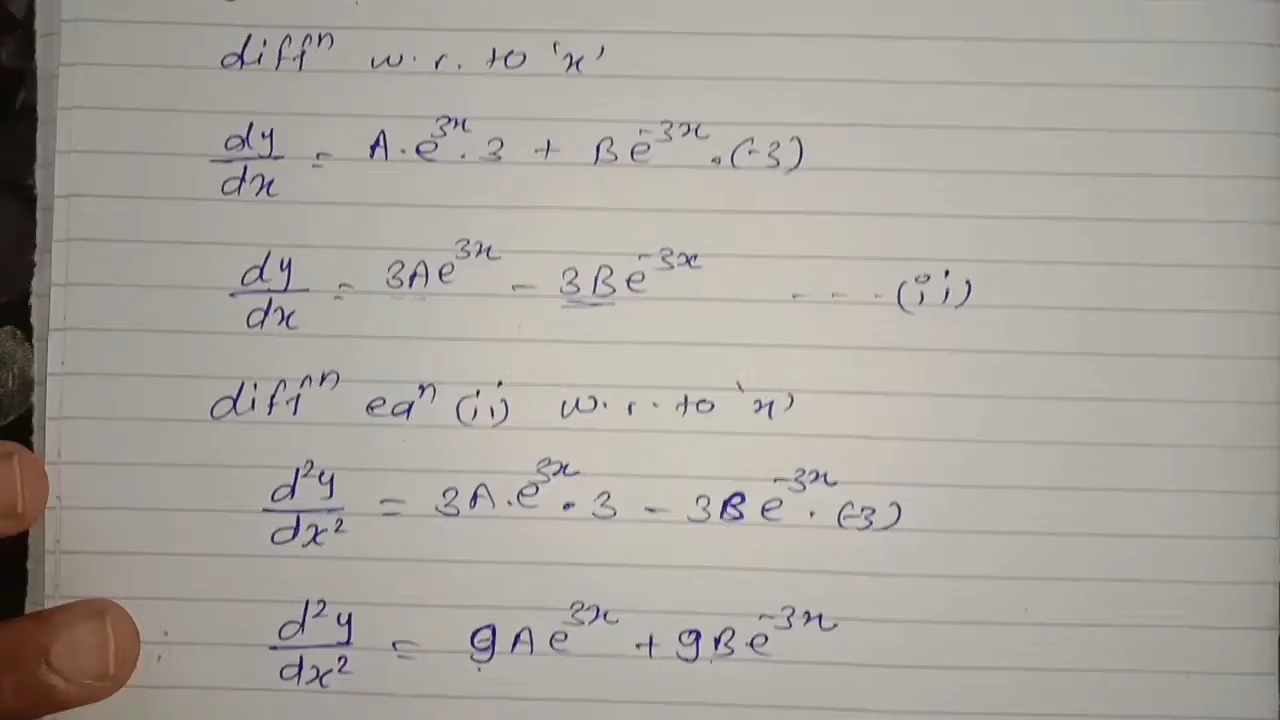 diffⁿ w.r. to 'x'
dy/dx = A.e^3x . 3 + Be^-3x . (-3)
dy/dx = 3Ae^3x - 3Be^-3x - - - (ii)
diffⁿ eqⁿ (ii) w.r. to 'x'
d²y/dx² = 3A.e^3x . 3 - 3Be^-3x . (-3)
d²y/dx² = 9Ae^3x + 9Be^-3x